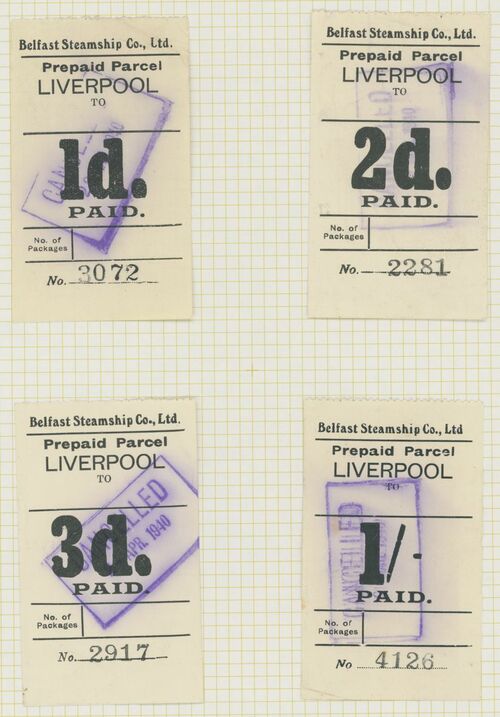 Belfast Steamship Co., Ltd.
Prepaid Parcel
LIVERPOOL
TO
1d.
PAID.
No. of
Packages
No. 3072
Belfast Steamship Co., Ltd.
Prepaid Parcel
LIVERPOOL
TO
2d.
PAID.
No. of
Packages
No. 2281
Belfast Steamship Co., Ltd.
Prepaid Parcel
LIVERPOOL
TO
CANCELLED
APR 1940
3d.
PAID.
No. of
Packages
No. 2917
Belfast Steamship Co., Ltd
Prepaid Parcel
LIVERPOOL
TO
CANCELLED
1/-
PAID.
No. of
Packages
No 4126